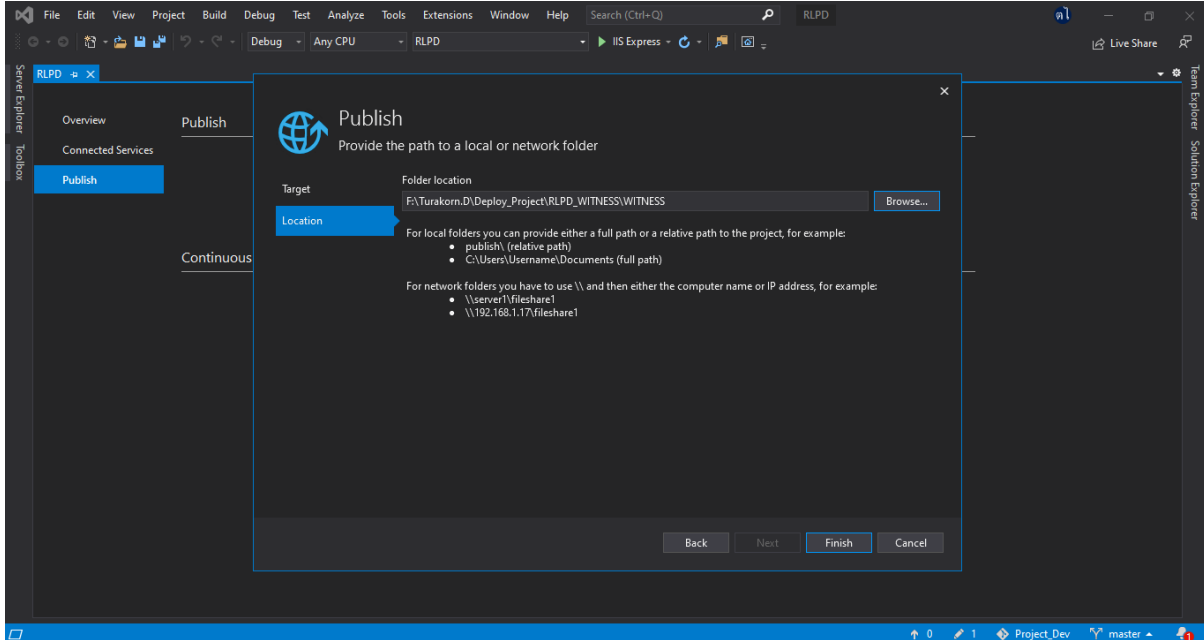 File Edit View Project Build Debug Test Analyze Tools Extensions Window Help Search (Ctrl+Q) RLPD ดไ
Debug Any CPU RLPD IIS Express Live Share
Server Explorer
Toolbox
RLPD
Overview
Connected Services
Publish
Publish
Continuous
Publish
Provide the path to a local or network folder
Target
Location
Folder location
F:\Turakorn.D\Deploy_Project\RLPD_WITNESS\WITNESS Browse...
For local folders you can provide either a full path or a relative path to the project, for example:
● publish\ (relative path)
● C:\Users\Username\Documents (full path)
For network folders you have to use \\ and then either the computer name or IP address, for example:
● \\server1\fileshare1
● \\192.168.1.17\fileshare1
Back Next Finish Cancel
Team Explorer
Solution Explorer
0 1 Project_Dev master 1